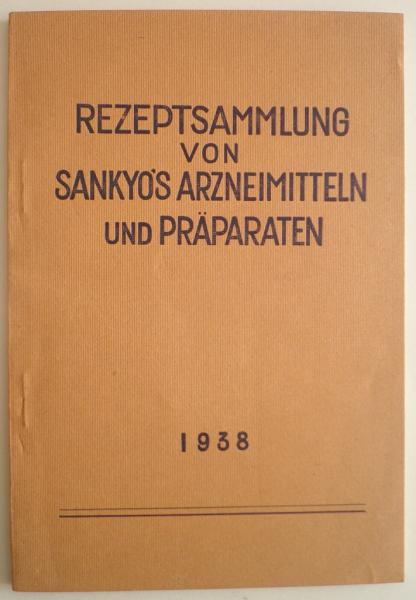 REZEPTSAMMLUNG
VON
SANKYO'S ARZNEIMITTELN
UND PRÄPARATEN
1938